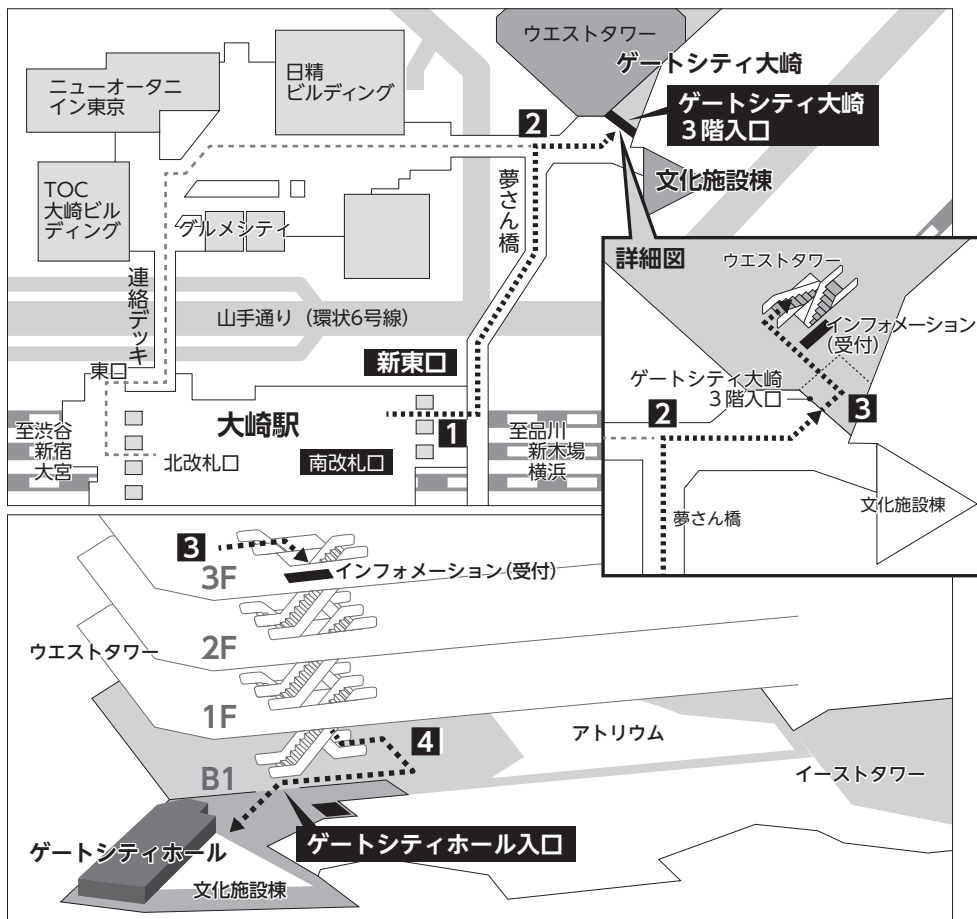 ウエストタワー
ゲートシティ大崎
ゲートシティ大崎
3階入口
文化施設棟
ニューオータニ
イン東京
日精
ビルディング
2
TOC
大崎ビル
ディング
グルメシティ
夢さん橋
連絡デッキ
山手通り（環状6号線）
東口
新東口
大崎駅
1
至渋谷
新宿
大宮
北改札口
南改札口
至品川
新木場
横浜
詳細図
ウエストタワー
インフォメーション
(受付)
ゲートシティ大崎
3階入口
2
3
夢さん橋
文化施設棟
3
3F
インフォメーション(受付)
2F
ウエストタワー
1F
4
アトリウム
イーストタワー
B1
ゲートシティホール入口
ゲートシティホール
文化施設棟